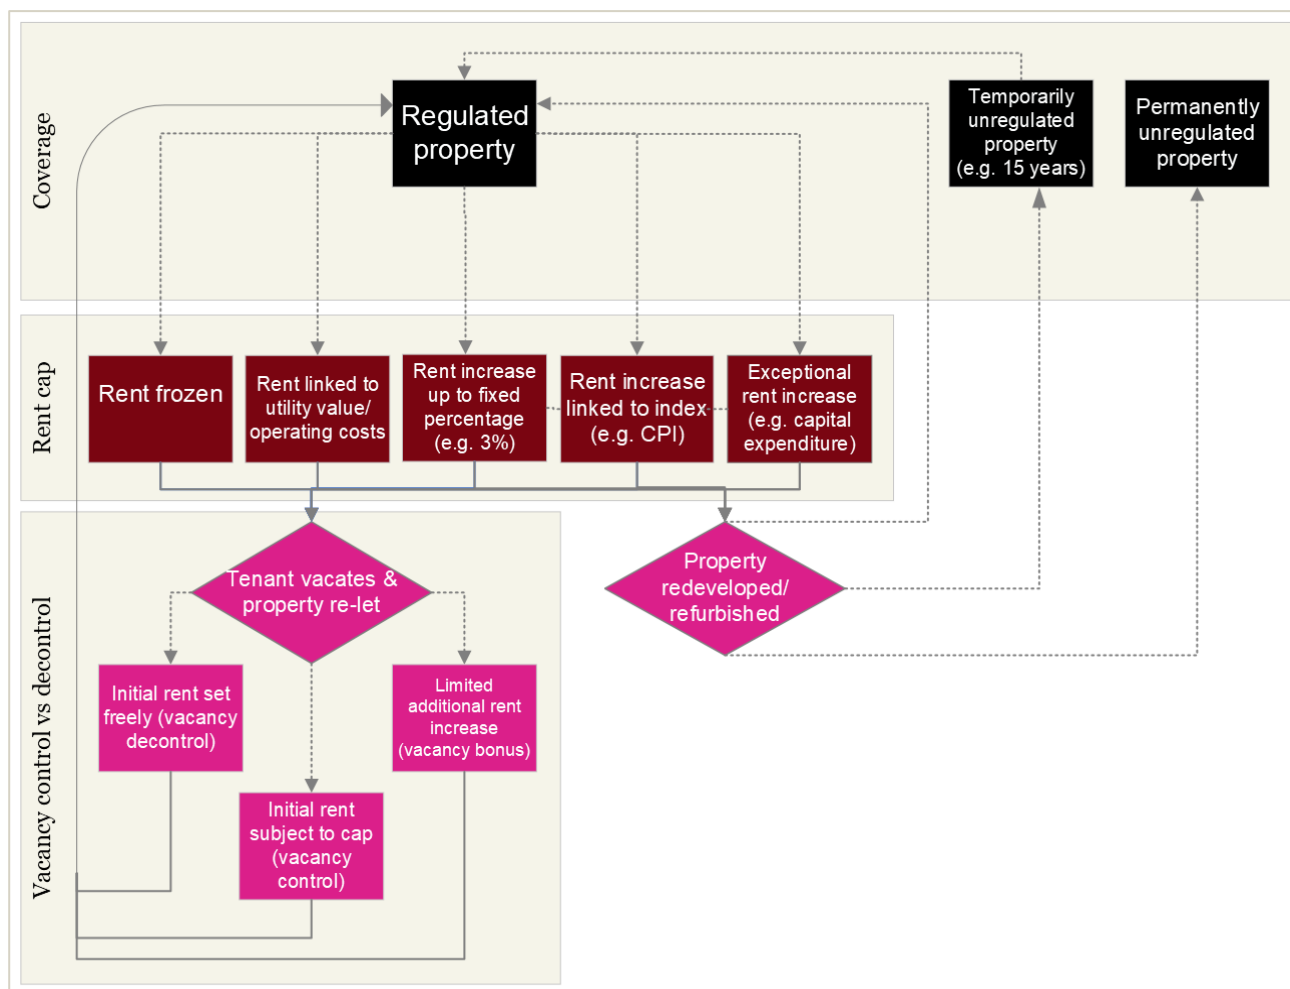 Coverage
Regulated
property
Temporarily
unregulated
property
(e.g. 15 years)
Permanently
unregulated
property
Rent cap
Rent frozen
Rent linked to
utility value/
operating costs
Rent increase
up to fixed
percentage
(e.g. 3%)
Rent increase
linked to index
(e.g. CPI)
Exceptional
rent increase
(e.g. capital
expenditure)
Vacancy control vs decontrol
Tenant vacates &
property re-let
Property
redeveloped/
refurbished
Initial rent set
freely (vacancy
decontrol)
Initial rent
subject to cap
(vacancy
control)
Limited
additional rent
increase
(vacancy bonus)